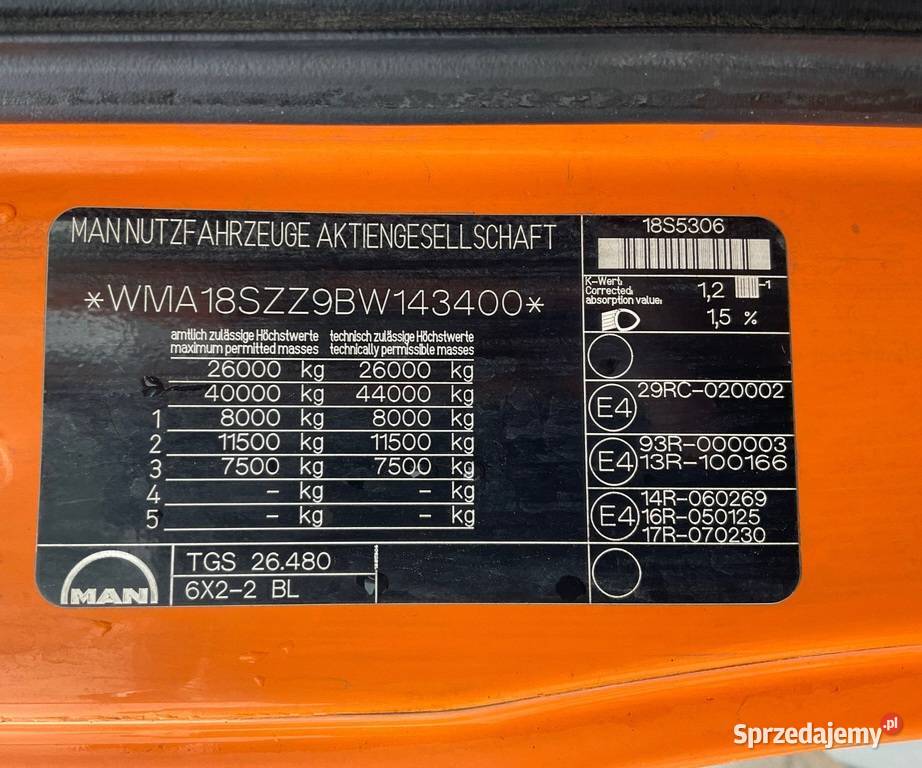 MAN NUTZFAHRZEUGE AKTIENGESELLSCHAFT
*WMA18SZZ9BW143400*
amtlich zulässige Höchstwerte technisch zulässige Höchstwerte
maximum permitted masses technically permissible masses
26000 kg 26000 kg
40000 kg 44000 kg
1 8000 kg 8000 kg
2 11500 kg 11500 kg
3 7500 kg 7500 kg
4 – kg – kg
5 – kg – kg
MAN
TGS 26.480
6X2-2 BL
18S5306
K-Wert:
Corrected
absorption value:
1,2 m-1
1,5 %
E4 29RC-020002
E4 93R-000003
13R-100166
E4 14R-060269
16R-050125
17R-070230
Sprzedajemy.pl